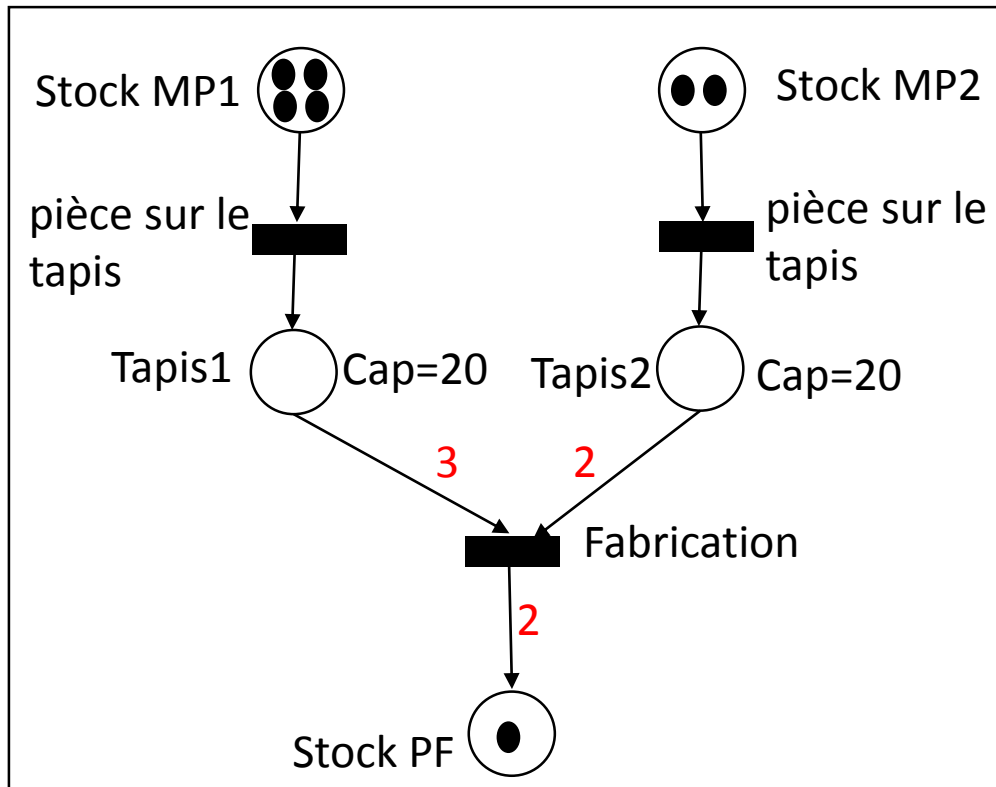 Stock MP1
Stock MP2
pièce sur le
tapis
pièce sur le
tapis
Tapis1
Cap=20
Tapis2
Cap=20
3
2
Fabrication
2
Stock PF